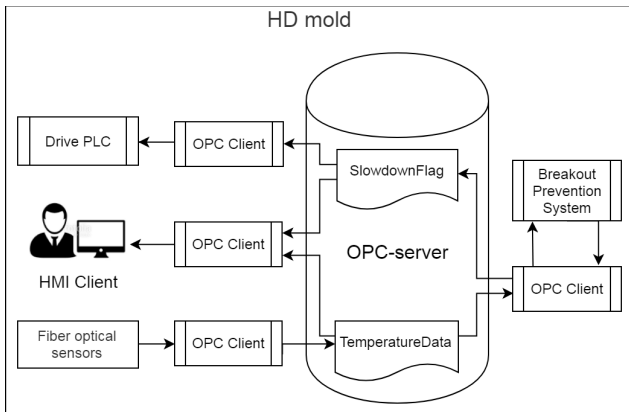 HD mold
Drive PLC
OPC Client
SlowdownFlag
Breakout
Prevention
System
HMI Client
OPC Client
OPC-server
OPC Client
Fiber optical
sensors
OPC Client
TemperatureData